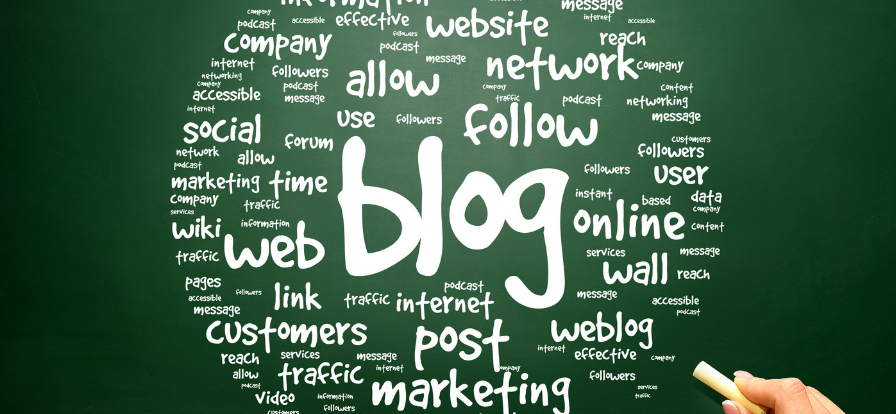 information
message
company
internet
accessible
podcast
accessible
effective
website
followers
company
podcast
reach
message
network
company
internet
followers
networking
company
podcast
allow
company
content
accessible
message
traffic
podcast
networking
internet
use
followers
follow
message
social
forum
customers
network
allow
followers
podcast
blog
followers
user
marketing
time
instant
data
company
traffic
based
company
services
online
wiki
information
content
web
services
message
traffic
wall
reach
pages
followers
link
podcast
message
accessible
accessible
traffic
internet
podcast
message
customers
post
weblog
reach
services
message
internet
effective
company
allow
traffic
internet
company
followers
podcast
marketing
services
video
information
traffic
customers
followers